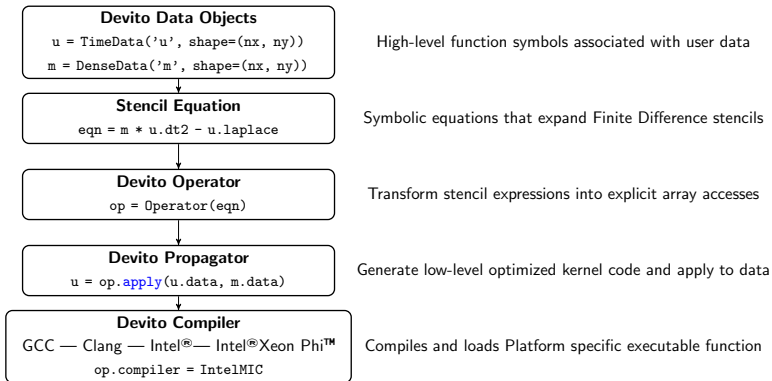 Devito Data Objects
u = TimeData('u', shape=(nx, ny))
m = DenseData('m', shape=(nx, ny))
High-level function symbols associated with user data
Stencil Equation
eqn = m * u.dt2 - u.laplace
Symbolic equations that expand Finite Difference stencils
Devito Operator
op = Operator(eqn)
Transform stencil expressions into explicit array accesses
Devito Propagator
u = op.apply(u.data, m.data)
Generate low-level optimized kernel code and apply to data
Devito Compiler
GCC — Clang — Intel®— Intel®Xeon Phi™
op.compiler = IntelMIC
Compiles and loads Platform specific executable function